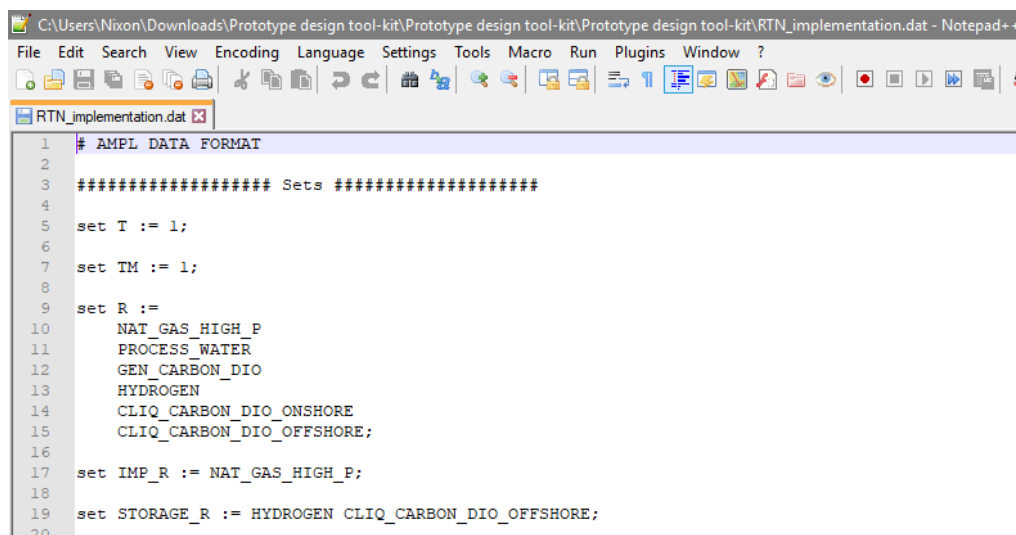 C:\Users\Nixon\Downloads\Prototype design tool-kit\Prototype design tool-kit\Prototype design tool-kit\RTN_implementation.dat - Notepad++
File Edit Search View Encoding Language Settings Tools Macro Run Plugins Window ?
RTN_implementation.dat
1 # AMPL DATA FORMAT
2
3 ################### Sets ####################
4
5 set T := 1;
6
7 set TM := 1;
8
9 set R :=
10 NAT_GAS_HIGH_P
11 PROCESS_WATER
12 GEN_CARBON_DIO
13 HYDROGEN
14 CLIQ_CARBON_DIO_ONSHORE
15 CLIQ_CARBON_DIO_OFFSHORE;
16
17 set IMP_R := NAT_GAS_HIGH_P;
18
19 set STORAGE_R := HYDROGEN CLIQ_CARBON_DIO_OFFSHORE;
20